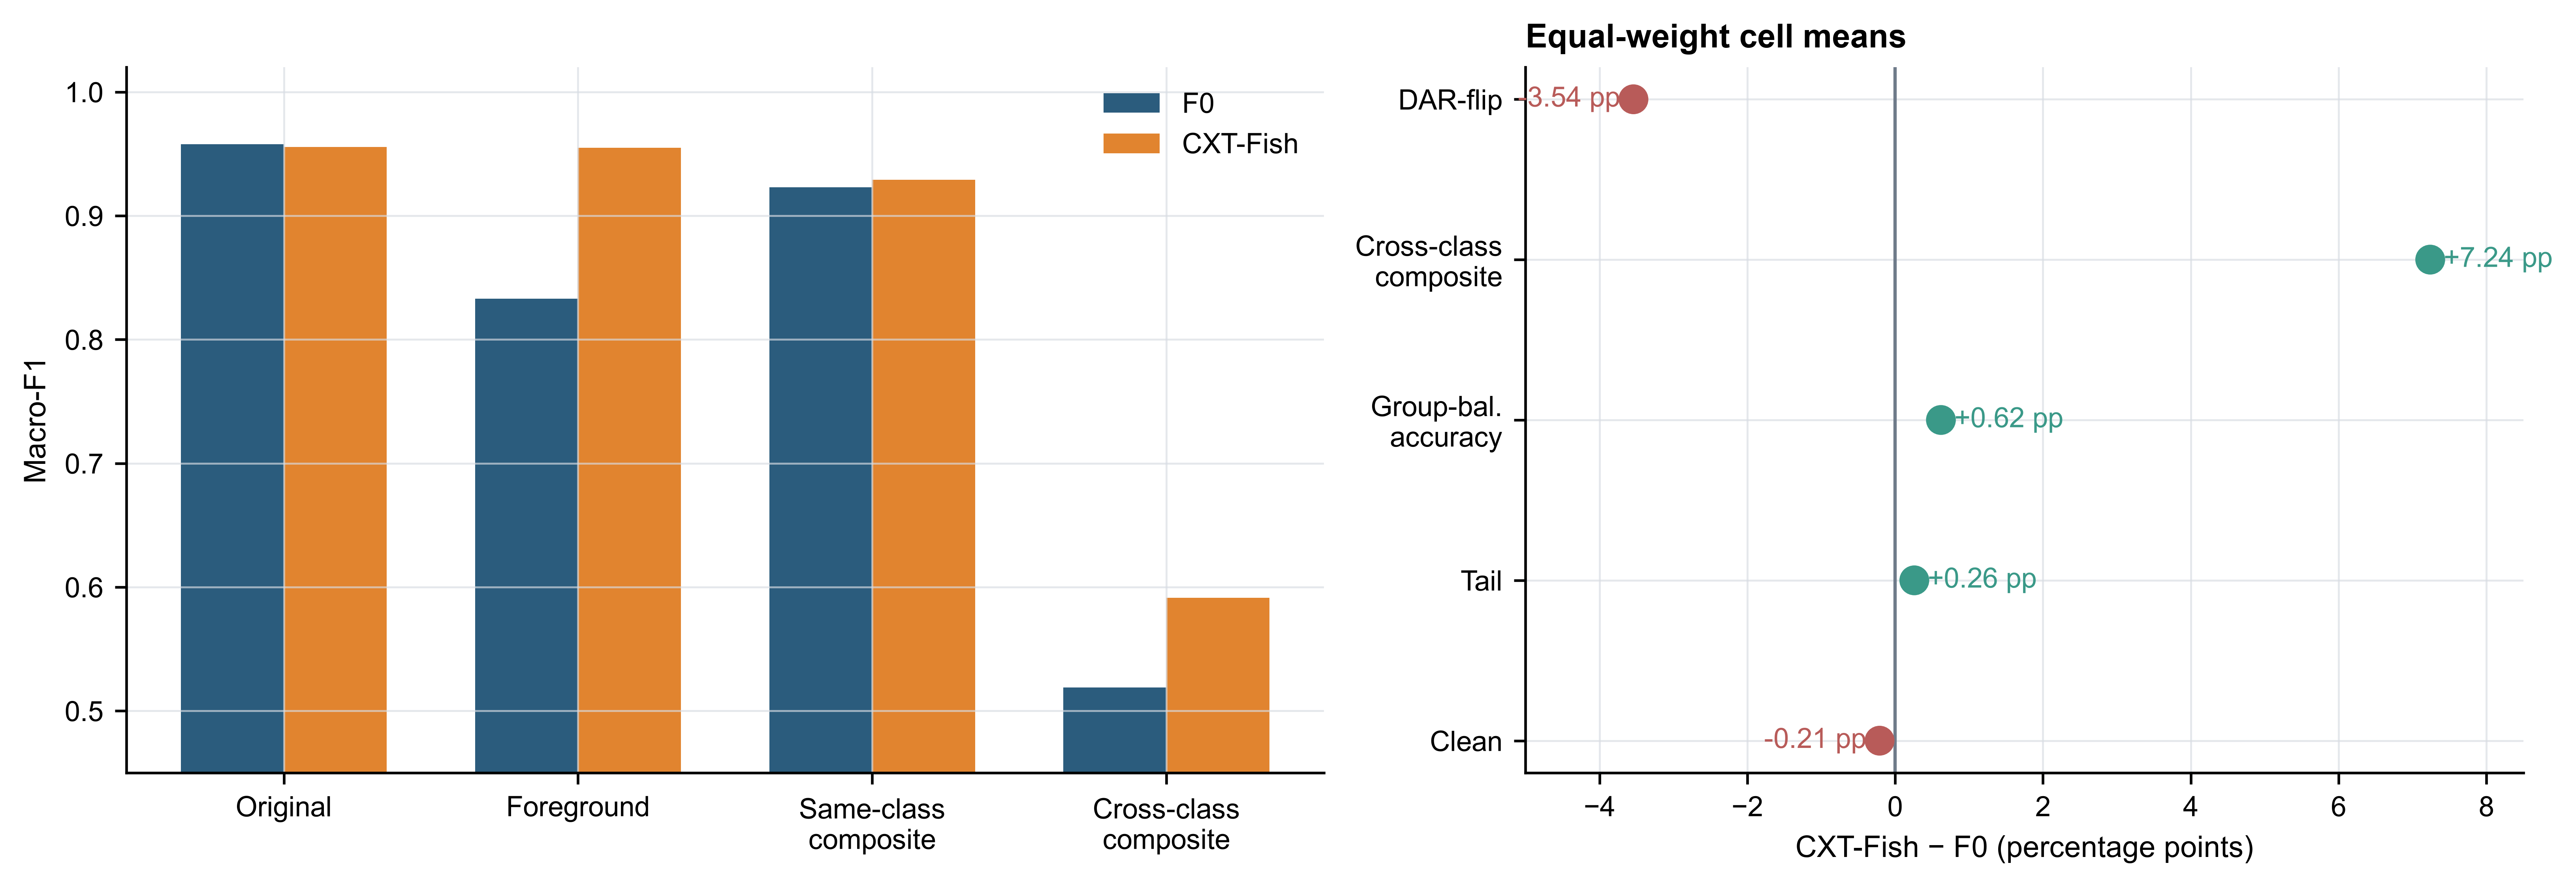 1.0
0.9
0.8
0.7
0.6
0.5
Macro-F1
F0
CXT-Fish
Original
Foreground
Same-class
composite
Cross-class
composite
Equal-weight cell means
DAR-flip
Cross-class
composite
Group-bal.
accuracy
Tail
Clean
-3.54 pp
+7.24 pp
+0.62 pp
+0.26 pp
-0.21 pp
−4
−2
0
2
4
6
8
CXT-Fish − F0 (percentage points)